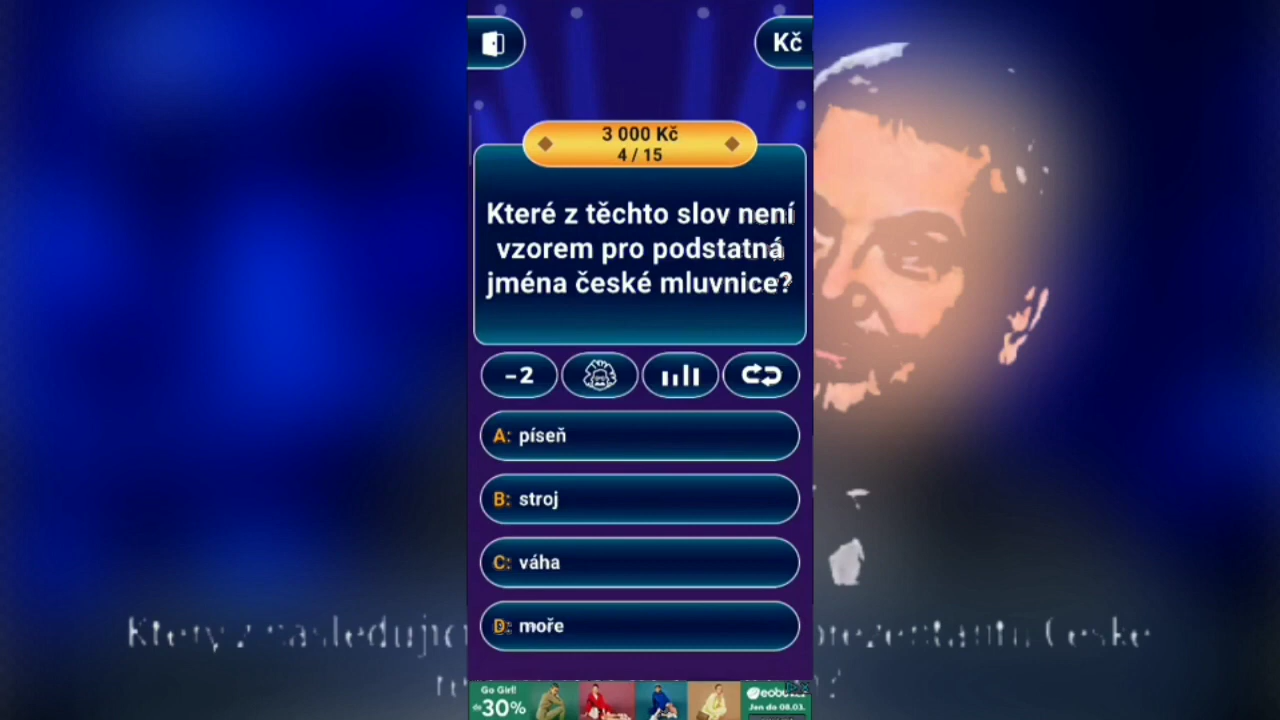 Kč
3 000 Kč
4 / 15
Které z těchto slov není
vzorem pro podstatná
jména české mluvnice?
-2
A: píseň
B: stroj
C: váha
D: moře
Go Girl!
do 30%
Jen do 08.03.